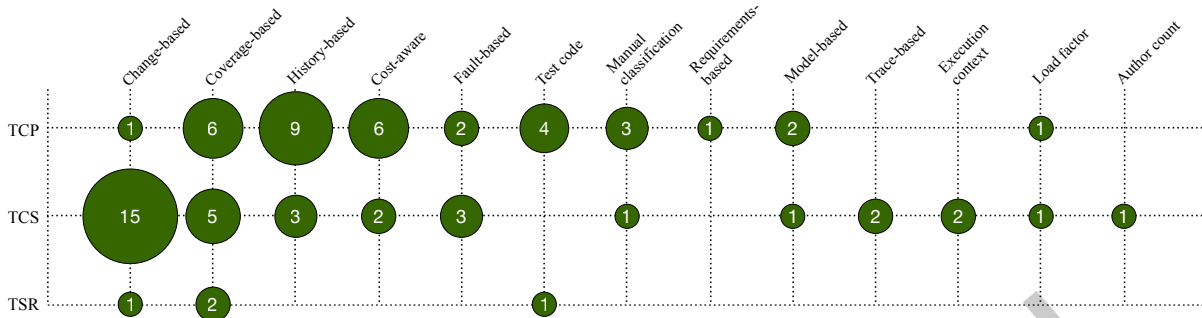 Change-based
Coverage-based
History-based
Cost-aware
Fault-based
Test code
Manual
classification
Requirements-
based
Model-based
Trace-based
Execution
context
Load factor
Author count
TCP 1 6 9 6 2 4 3 1 2 1
TCS 15 5 3 2 3 1 1 2 2 1 1
TSR 1 2 1